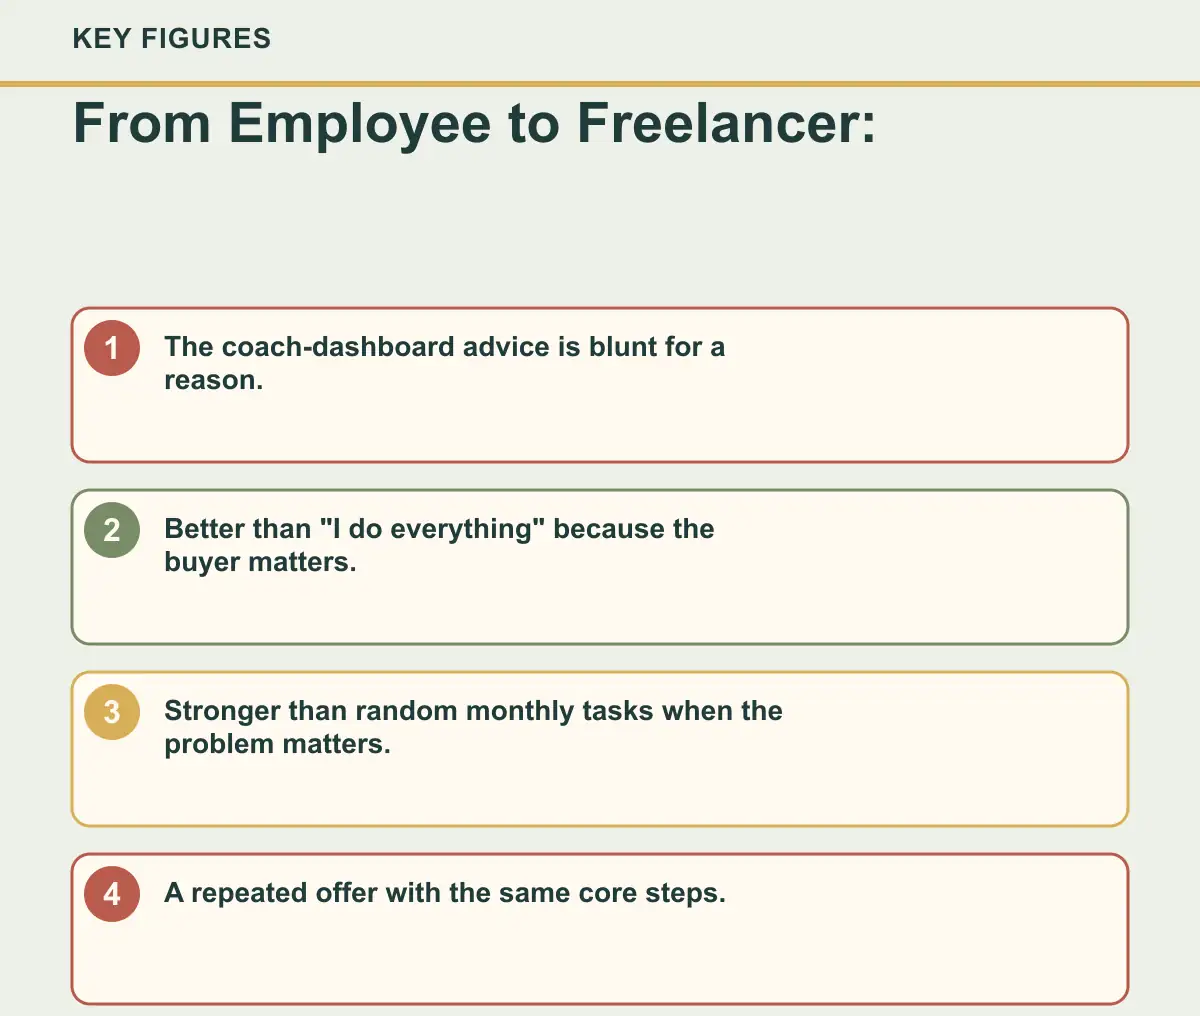 KEY FIGURES
From Employee to Freelancer:
1
The coach-dashboard advice is blunt for a
reason.
2
Better than "I do everything" because the
buyer matters.
3
Stronger than random monthly tasks when the
problem matters.
4
A repeated offer with the same core steps.